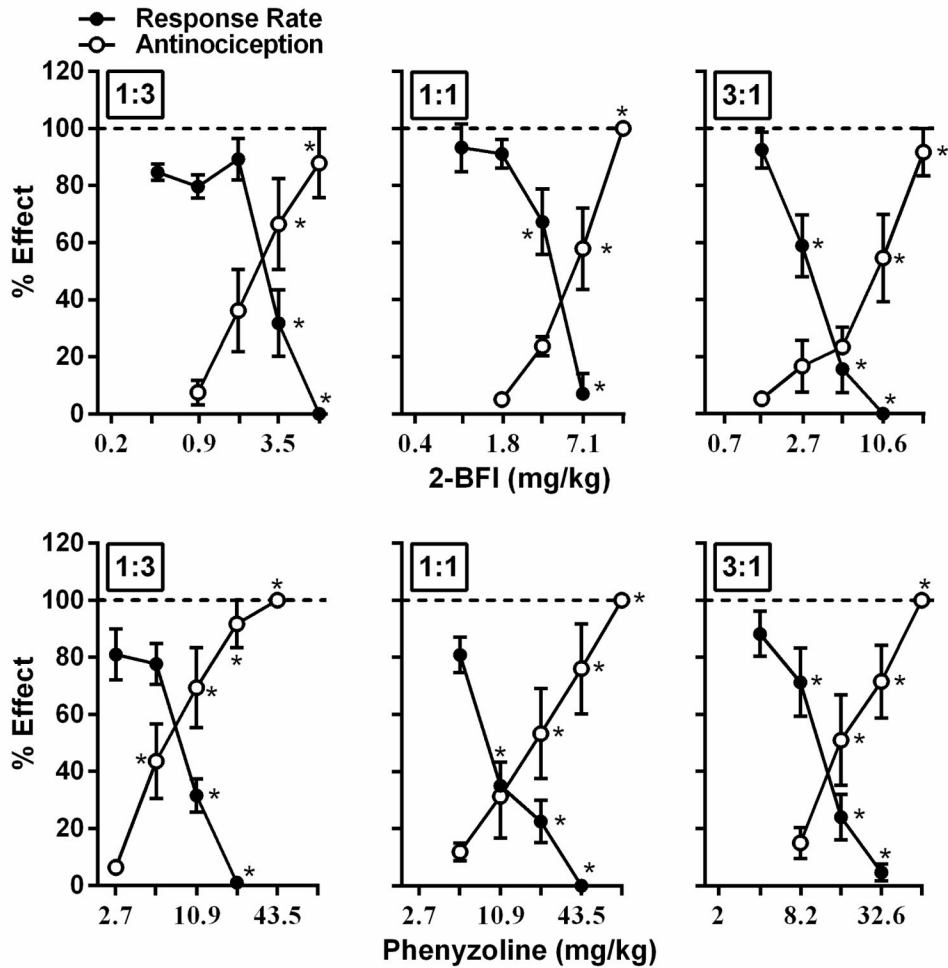 Response Rate
Antinociception
1:3
1:1
3:1
120
100
80
60
40
20
0
% Effect
0.2 0.9 3.5
0.4 1.8 7.1
0.7 2.7 10.6
* * * *
* * * *
* * * * *
2-BFI (mg/kg)
1:3
1:1
3:1
120
100
80
60
40
20
0
% Effect
2.7 10.9 43.5
2.7 10.9 43.5
2 8.2 32.6
* * * * * *
* * * * * *
* * * * * *
Phenyzoline (mg/kg)